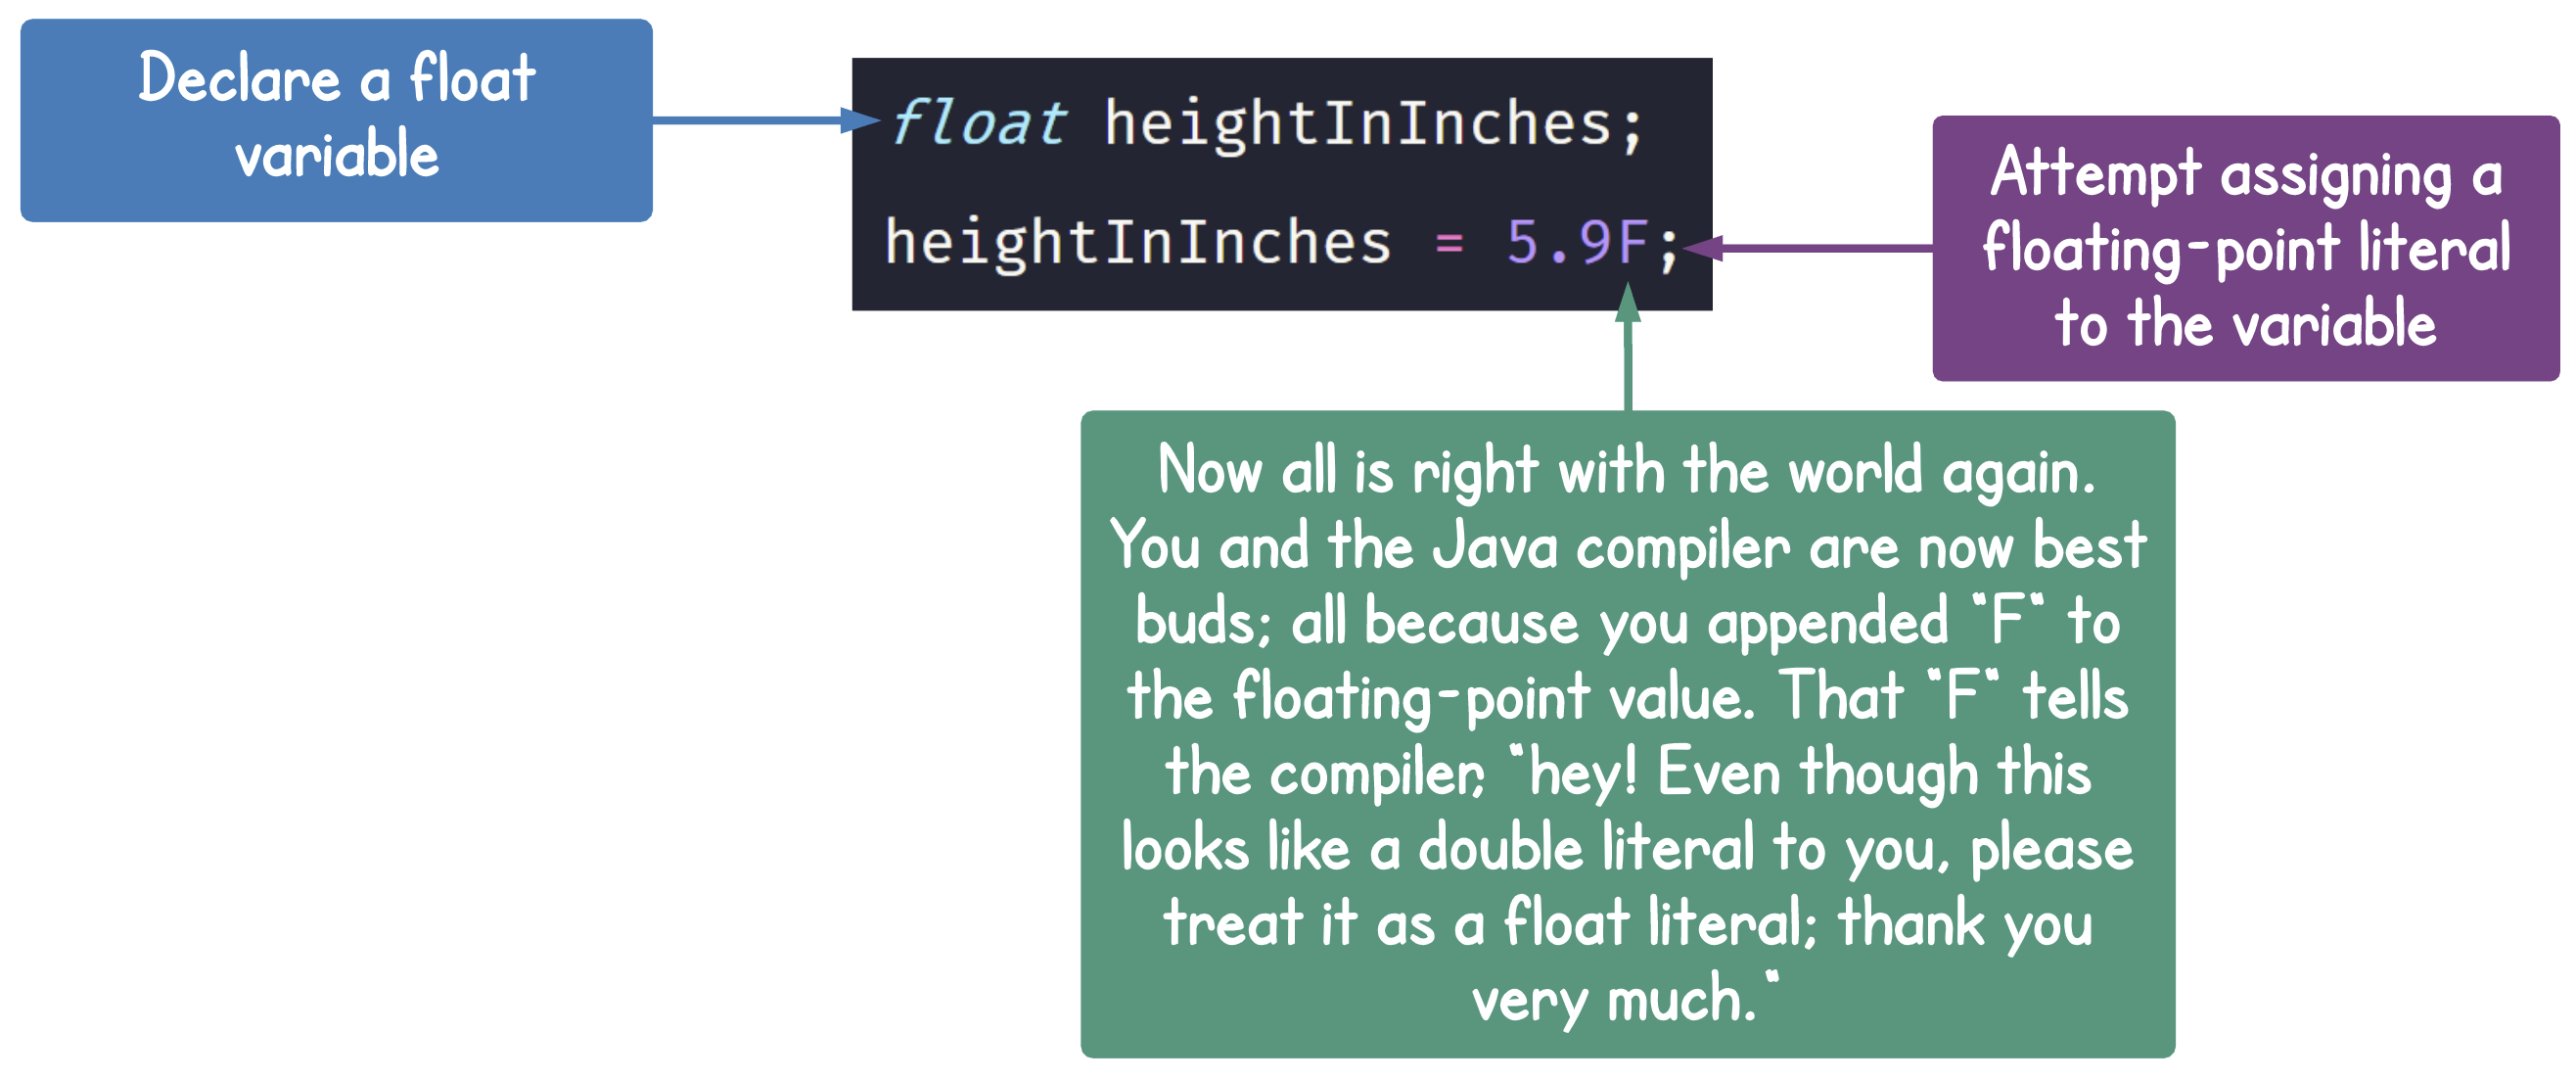 Declare a float
variable
float heightInInches;
heightInInches = 5.9F;
Attempt assigning a
floating-point literal
to the variable
Now all is right with the world again.
You and the Java compiler are now best
buds; all because you appended "F" to
the floating-point value. That "F" tells
the compiler, "hey! Even though this
looks like a double literal to you, please
treat it as a float literal; thank you
very much."